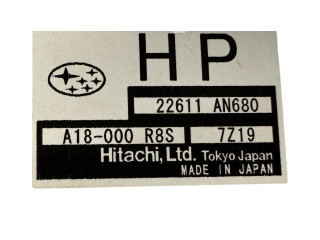 HP
22611 AN680
A18-000 R8S 7Z19
Hitachi, Ltd. Tokyo Japan
MADE IN JAPAN